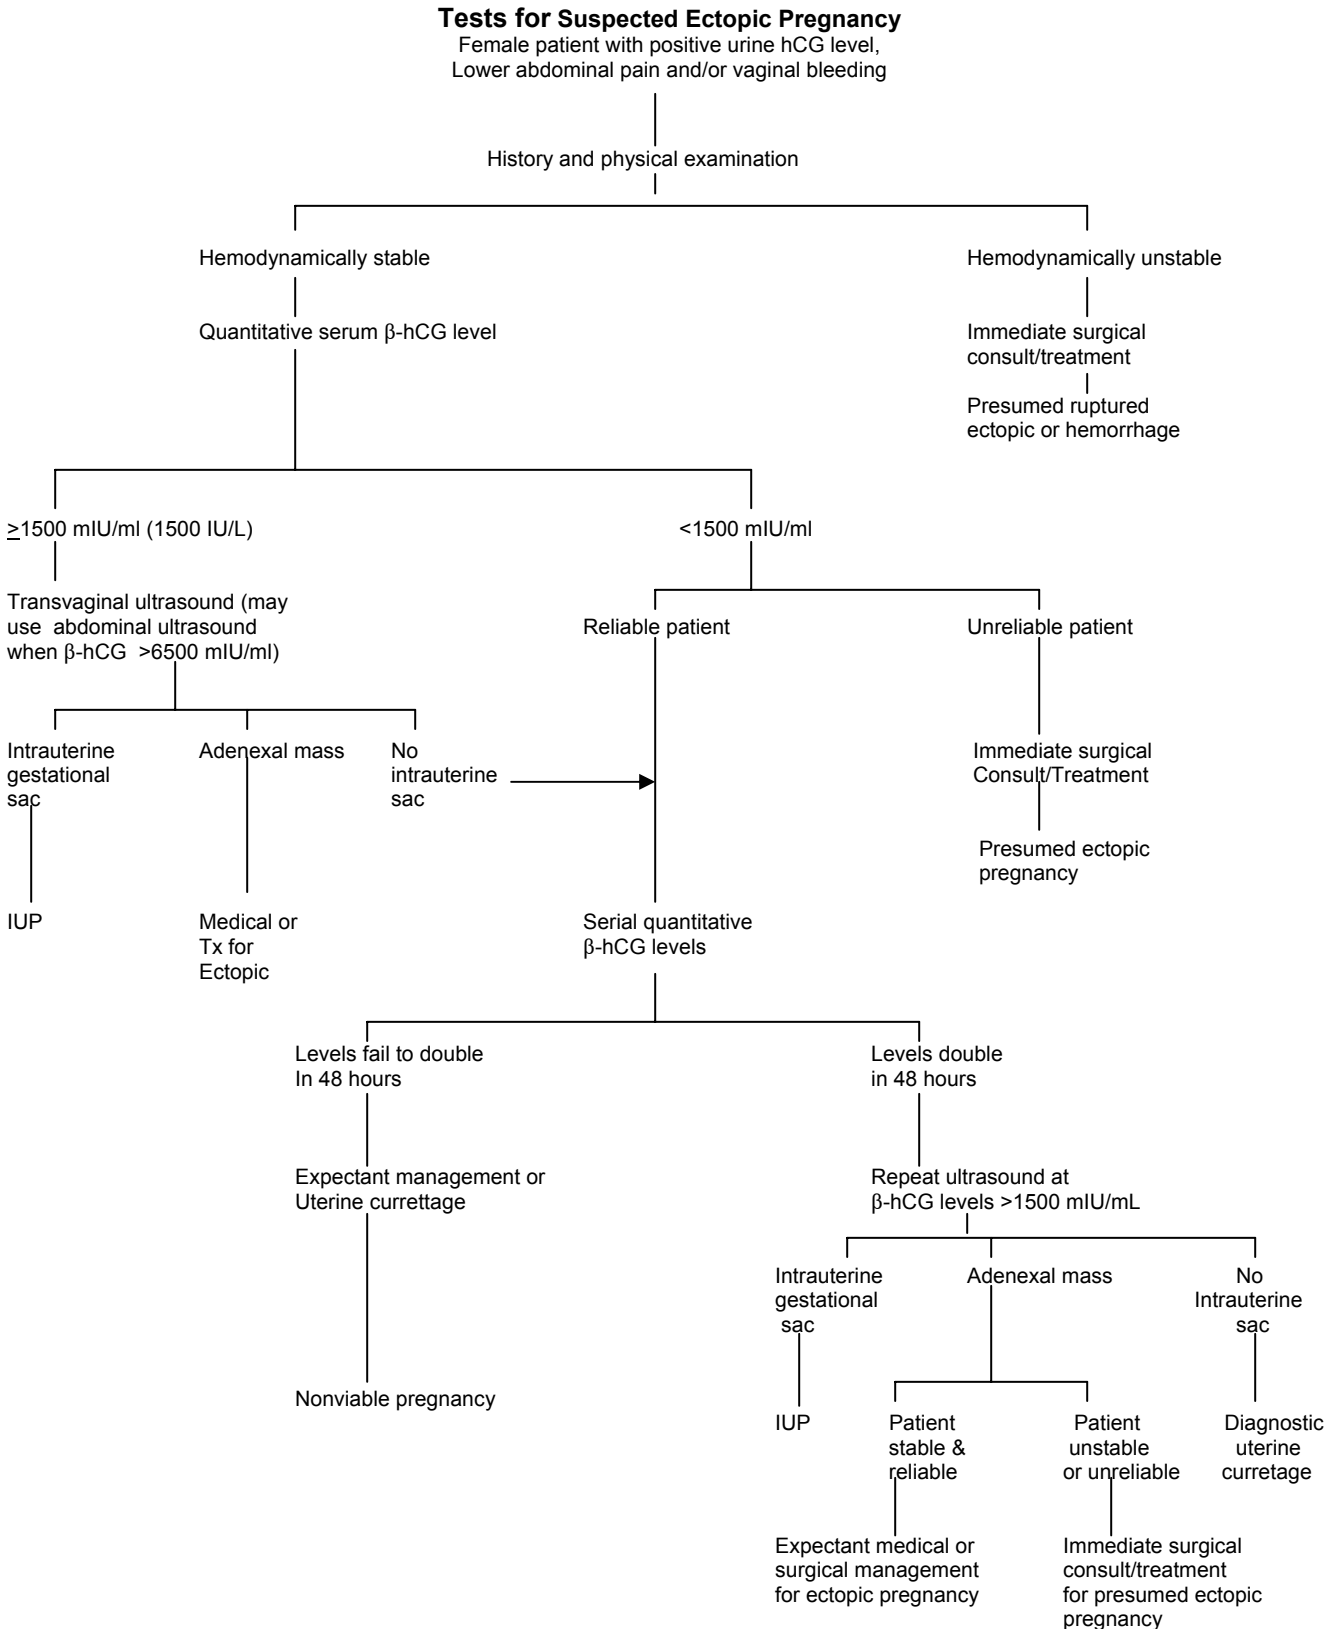 Tests for Suspected Ectopic Pregnancy
Female patient with positive urine hCG level,
Lower abdominal pain and/or vaginal bleeding
History and physical examination
Hemodynamically stable
Hemodynamically unstable
Quantitative serum β-hCG level
Immediate surgical
consult/treatment
Presumed ruptured
ectopic or hemorrhage
≥1500 mIU/ml (1500 IU/L)
<1500 mIU/ml
Transvaginal ultrasound (may
use abdominal ultrasound
when β-hCG >6500 mIU/ml)
Reliable patient
Unreliable patient
Intrauterine
gestational
sac
Adenexal mass
No
intrauterine
sac
Immediate surgical
Consult/Treatment
Presumed ectopic
pregnancy
IUP
Medical or
Tx for
Ectopic
Serial quantitative
β-hCG levels
Levels fail to double
In 48 hours
Levels double
in 48 hours
Expectant management or
Uterine currettage
Repeat ultrasound at
β-hCG levels >1500 mIU/mL
Intrauterine
gestational
sac
Adenexal mass
No
Intrauterine
sac
Nonviable pregnancy
IUP
Patient
stable &
reliable
Patient
unstable
or unreliable
Diagnostic
uterine
curretage
Expectant medical or
surgical management
for ectopic pregnancy
Immediate surgical
consult/treatment
for presumed ectopic
pregnancy